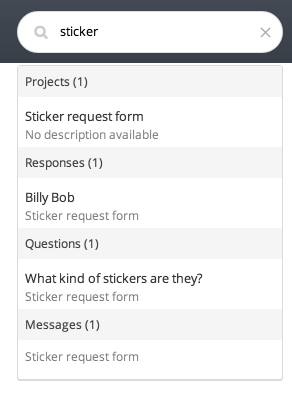 sticker
Projects (1)
Sticker request form
No description available
Responses (1)
Billy Bob
Sticker request form
Questions (1)
What kind of stickers are they?
Sticker request form
Messages (1)
Sticker request form